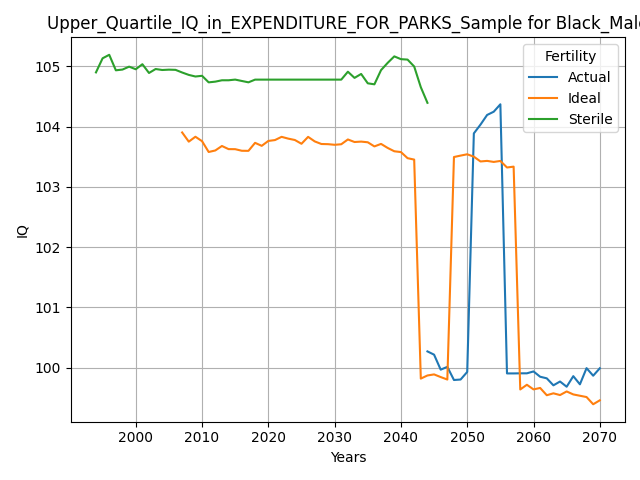 Upper_Quartile_IQ_in_EXPENDITURE_FOR_PARKS_Sample for Black_Male
Fertility
Actual
Ideal
Sterile
105
104
103
102
101
100
IQ
2000 2010 2020 2030 2040 2050 2060 2070
Years